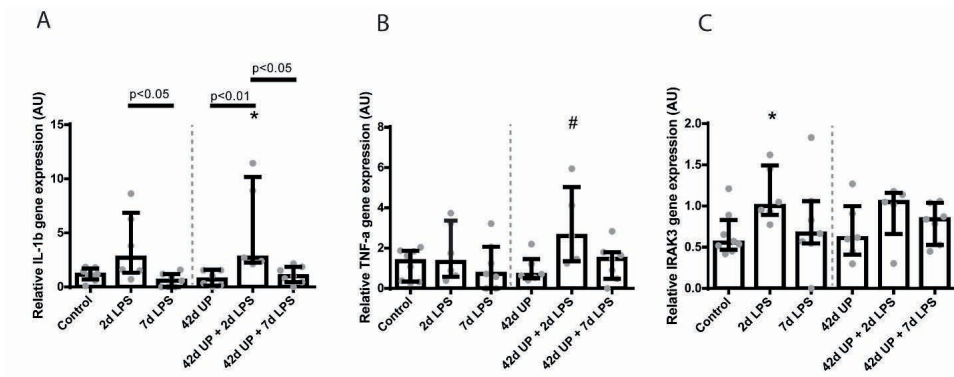 A
B
C
p<0.05
p<0.05
p<0.01
*
#
*
Relative IL-1b gene expression (AU)
15
10
5
0
Control
2d LPS
7d LPS
42d UP
42d UP + 2d LPS
42d UP + 7d LPS
Relative TNF-a gene expression (AU)
8
6
4
2
0
Control
2d LPS
7d LPS
42d UP
42d UP + 2d LPS
42d UP + 7d LPS
Relative IRAK3 gene expression (AU)
2.0
1.5
1.0
0.5
0.0
Control
2d LPS
7d LPS
42d UP
42d UP + 2d LPS
42d UP + 7d LPS